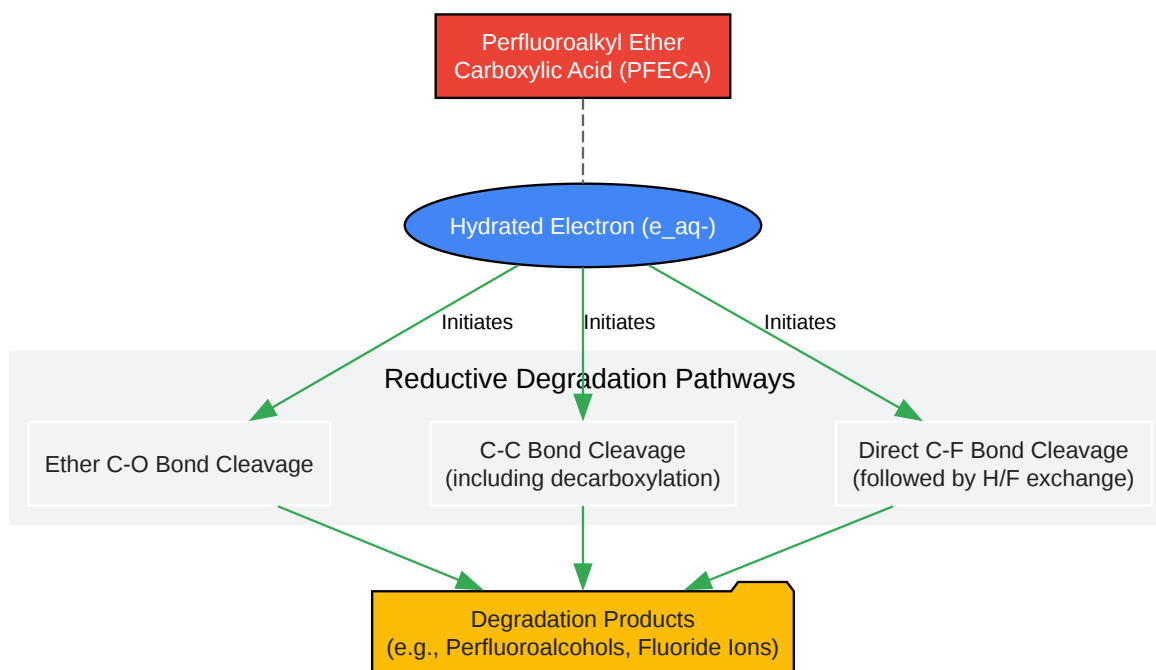 Perfluoroalkyl Ether
Carboxylic Acid (PFECA)
Hydrated Electron (e_aq-)
Initiates
Initiates
Initiates
Reductive Degradation Pathways
Ether C-O Bond Cleavage
C-C Bond Cleavage
(including decarboxylation)
Direct C-F Bond Cleavage
(followed by H/F exchange)
Degradation Products
(e.g., Perfluoroalcohols, Fluoride Ions)